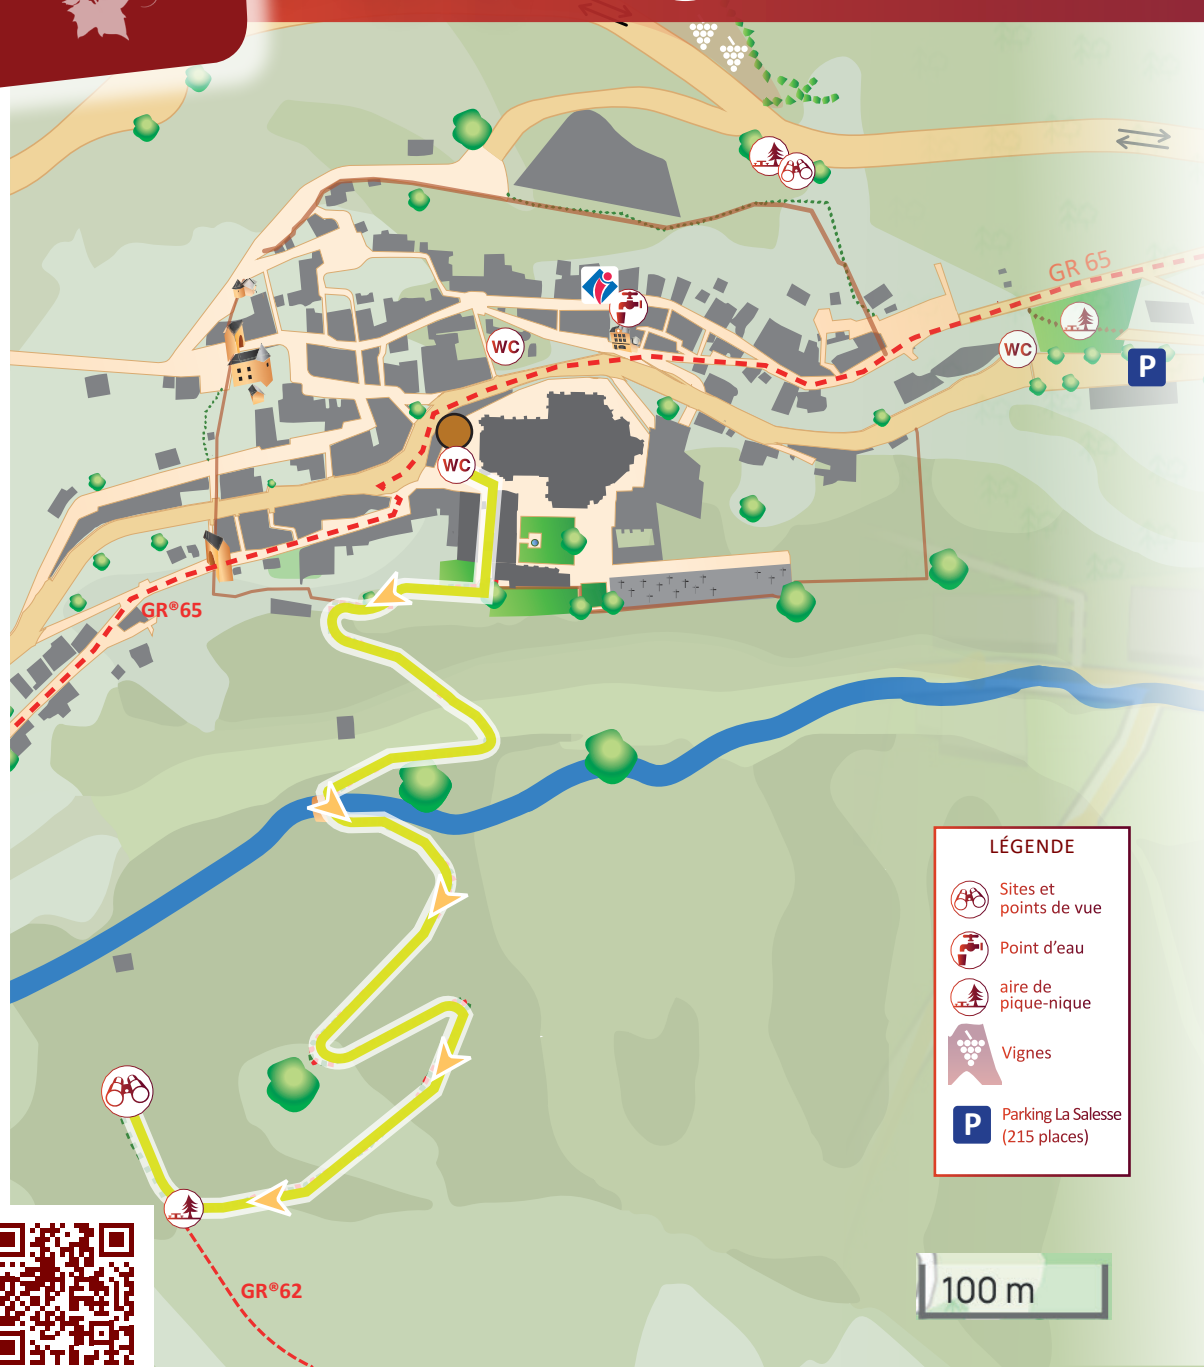 GR 65
WC
WC
P
WC
GR®65
LÉGENDE
Sites et
points de vue
Point d'eau
aire de
pique-nique
Vignes
P
Parking La Salesse
(215 places)
GR®62
100 m